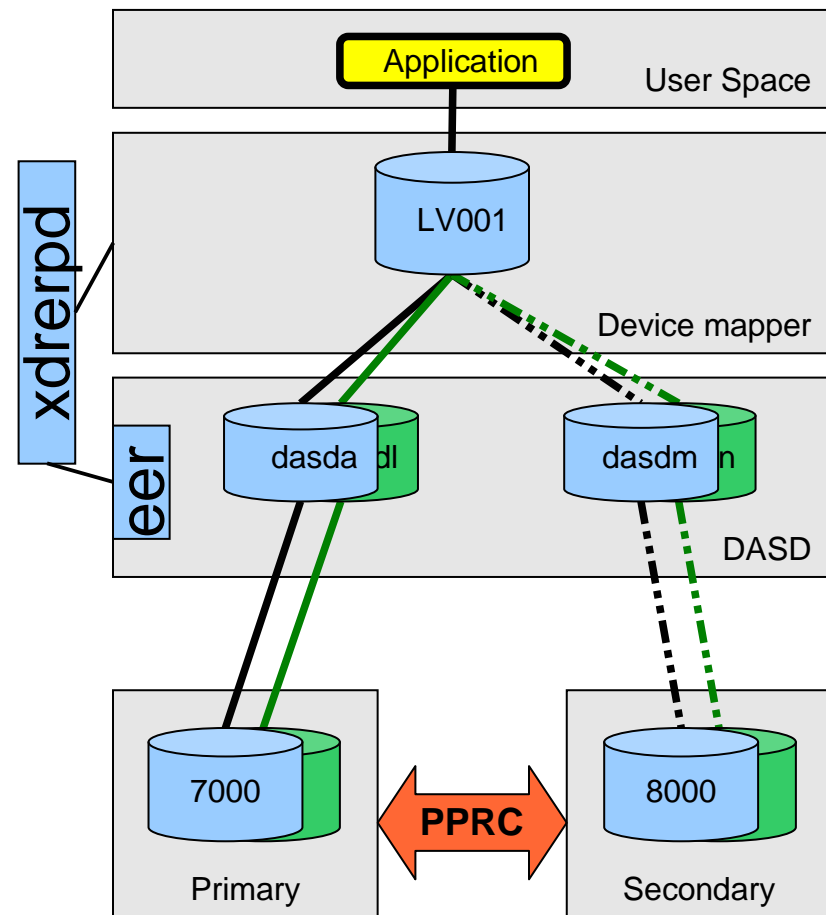 Application
User Space
LV001
Device mapper
xdrerpd
eer
dasda
dl
dasdm
n
DASD
7000
Primary
PPRC
8000
Secondary